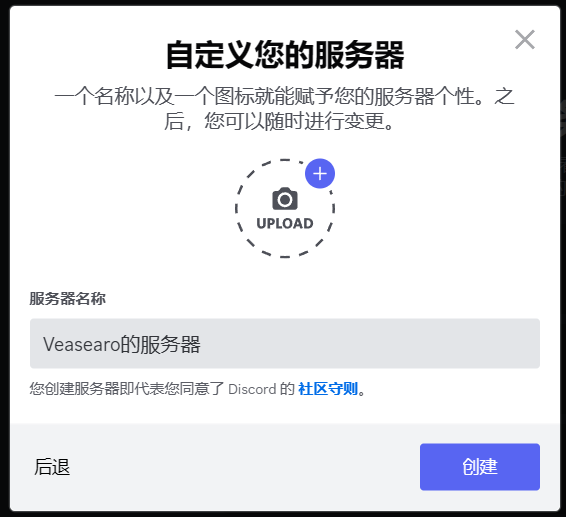 自定义您的服务器
一个名称以及一个图标就能赋予您的服务器个性。之
后，您可以随时进行变更。
UPLOAD
服务器名称
Veasearo的服务器
您创建服务器即代表您同意了 Discord 的 社区守则。
后退
创建